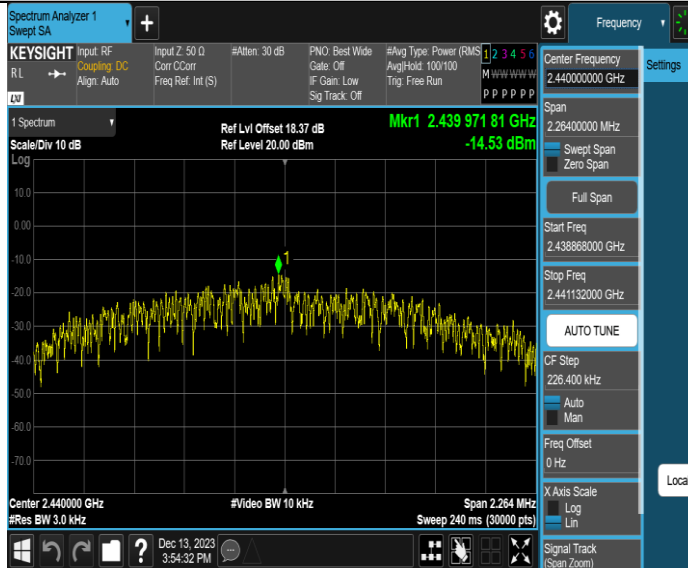 Spectrum Analyzer 1
Swept SA
+
Frequency
KEYSIGHT
RL
LXI
Input: RF
Coupling: DC
Align: Auto
Input Z: 50 Ω
Corr CCorr
Freq Ref: Int (S)
#Atten: 30 dB
PNO: Best Wide
Gate: Off
IF Gain: Low
Sig Track: Off
#Avg Type: Power (RMS
Avg|Hold: 100/100
Trig: Free Run
1 2 3 4 5 6
M W W W W W
P P P P P P
1 Spectrum
Scale/Div 10 dB
Ref Lvl Offset 18.37 dB
Ref Level 20.00 dBm
Mkr1 2.439 971 81 GHz
-14.53 dBm
Log
10.0
0.00
-10.0
-20.0
-30.0
-40.0
-50.0
-60.0
-70.0
1
Center 2.440000 GHz
#Res BW 3.0 kHz
#Video BW 10 kHz
Span 2.264 MHz
Sweep 240 ms (30000 pts)
?
Dec 13, 2023
3:54:32 PM
Center Frequency
2.440000000 GHz
Span
2.26400000 MHz
Swept Span
Zero Span
Full Span
Start Freq
2.438868000 GHz
Stop Freq
2.441132000 GHz
AUTO TUNE
CF Step
226.400 kHz
Auto
Man
Freq Offset
0 Hz
X Axis Scale
Log
Lin
Signal Track
(Span Zoom)
Settings
Loca